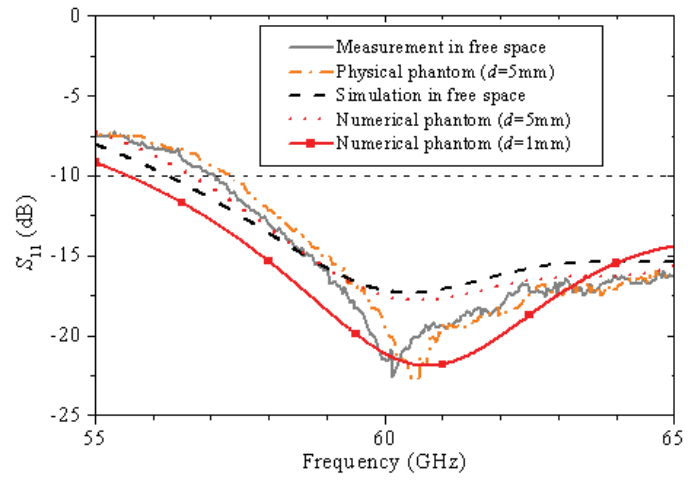 0
-5
-10
-15
-20
-25
S11 (dB)
Measurement in free space
Physical phantom (d=5mm)
Simulation in free space
Numerical phantom (d=5mm)
Numerical phantom (d=1mm)
55
60
65
Frequency (GHz)